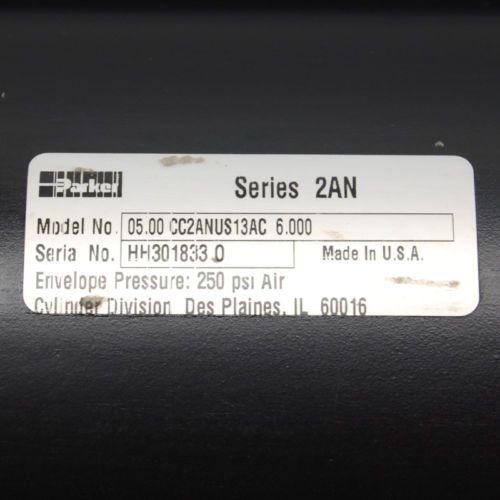 Parker
Series 2AN
Model No. 05.00 CC2ANUS13AC 6.000
Serial No. HH301833 0 Made In U.S.A.
Envelope Pressure: 250 psi Air
Cylinder Division, Des Plaines, IL 60016